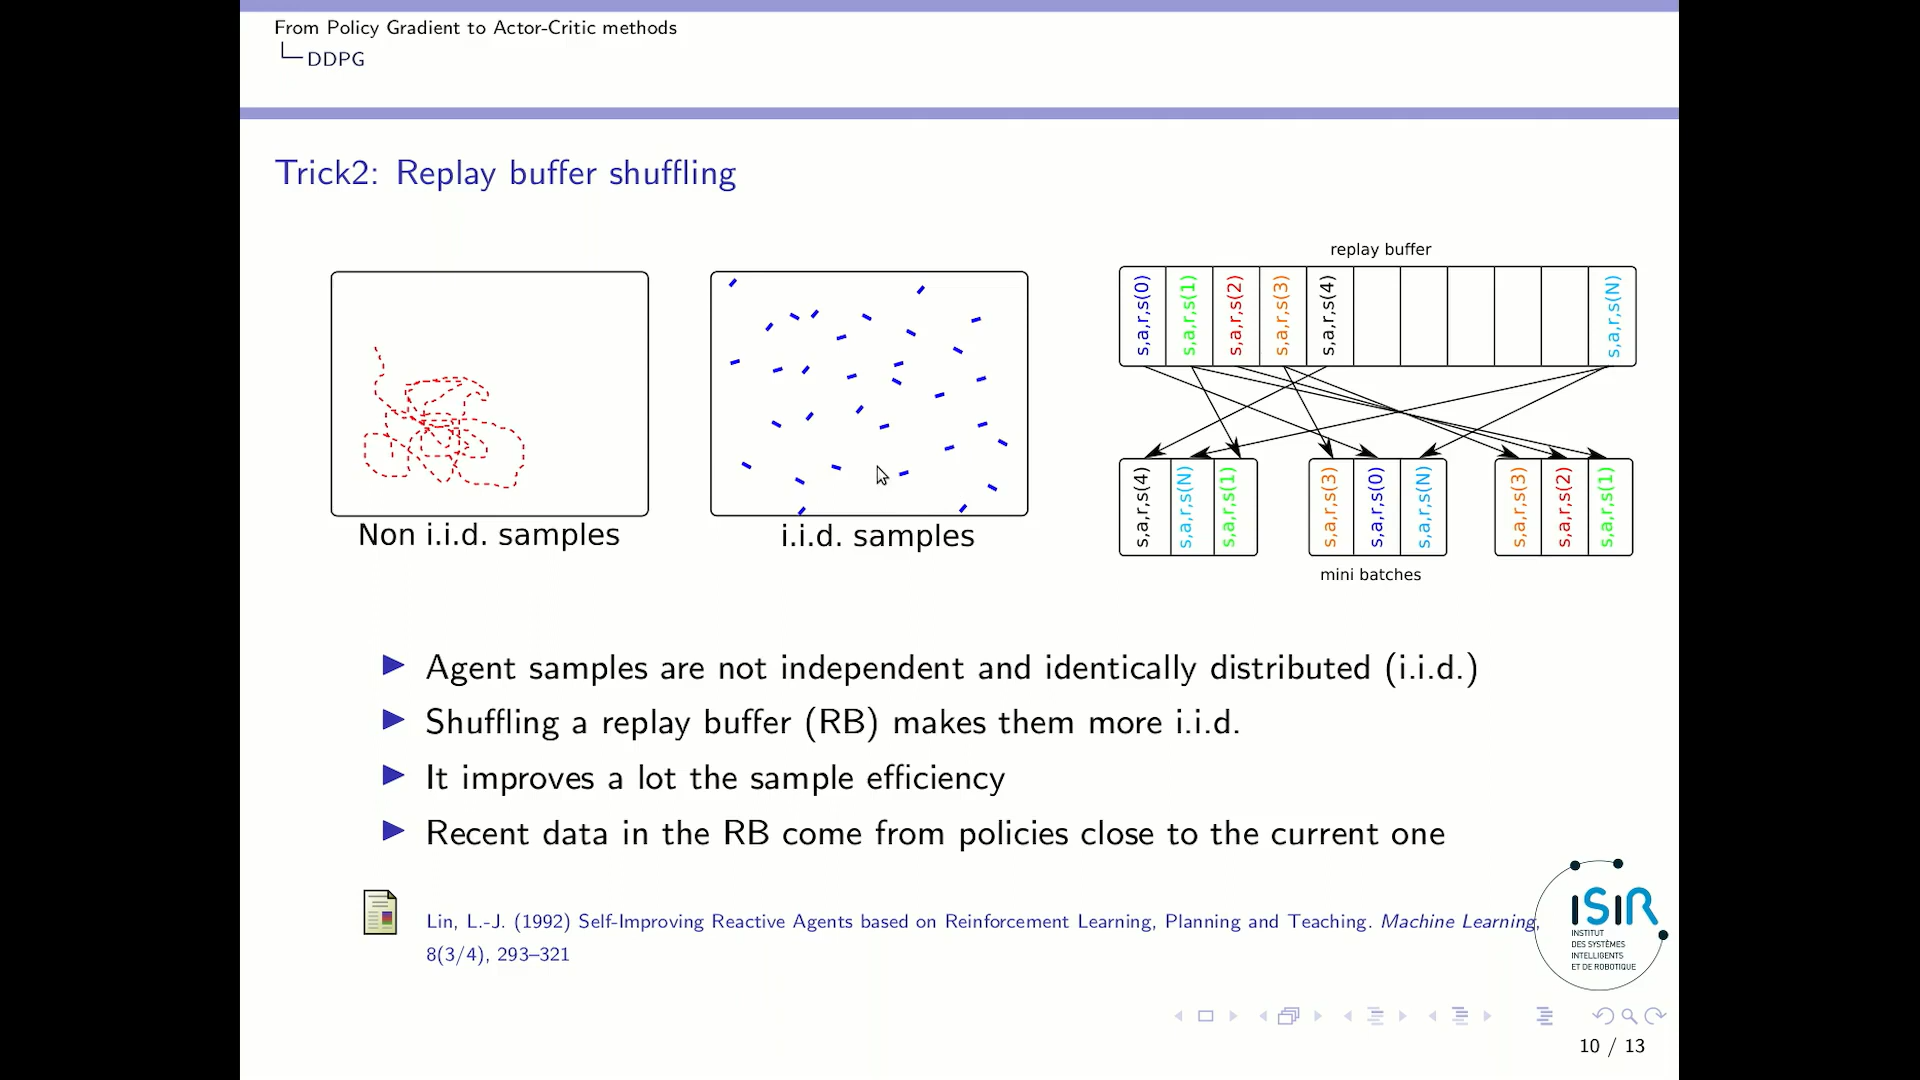 From Policy Gradient to Actor-Critic methods
DDPG
Trick2: Replay buffer shuffling
Non i.i.d. samples
i.i.d. samples
replay buffer
s,a,r,s(0)
s,a,r,s(1)
s,a,r,s(2)
s,a,r,s(3)
s,a,r,s(4)
s,a,r,s(N)
s,a,r,s(4)
s,a,r,s(N)
s,a,r,s(1)
s,a,r,s(3)
s,a,r,s(0)
s,a,r,s(N)
s,a,r,s(3)
s,a,r,s(2)
s,a,r,s(1)
mini batches
Agent samples are not independent and identically distributed (i.i.d.)
Shuffling a replay buffer (RB) makes them more i.i.d.
It improves a lot the sample efficiency
Recent data in the RB come from policies close to the current one
Lin, L.-J. (1992) Self-Improving Reactive Agents based on Reinforcement Learning, Planning and Teaching. Machine Learning,
8(3/4), 293–321
ISIR
INSTITUT
DES SYSTÈMES
INTELLIGENTS
ET DE ROBOTIQUE
10 / 13